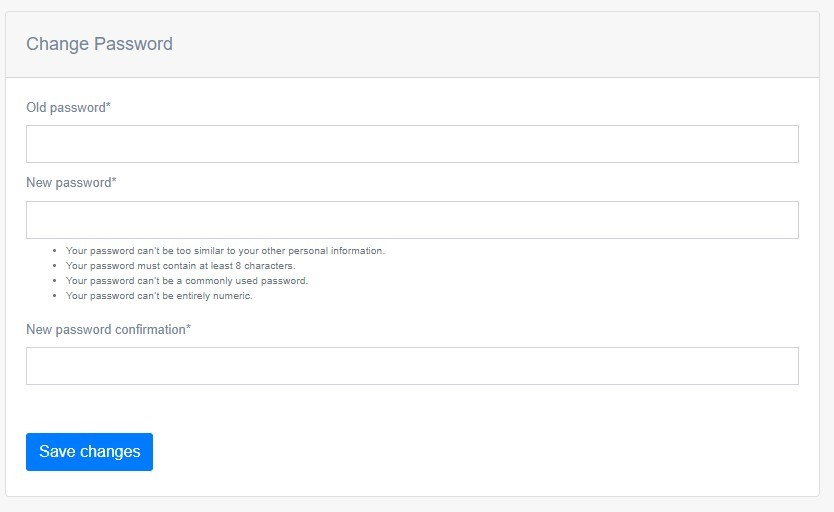 Change Password
Old password*
New password*
• Your password can't be too similar to your other personal information.
• Your password must contain at least 8 characters.
• Your password can't be a commonly used password.
• Your password can't be entirely numeric.
New password confirmation*
Save changes